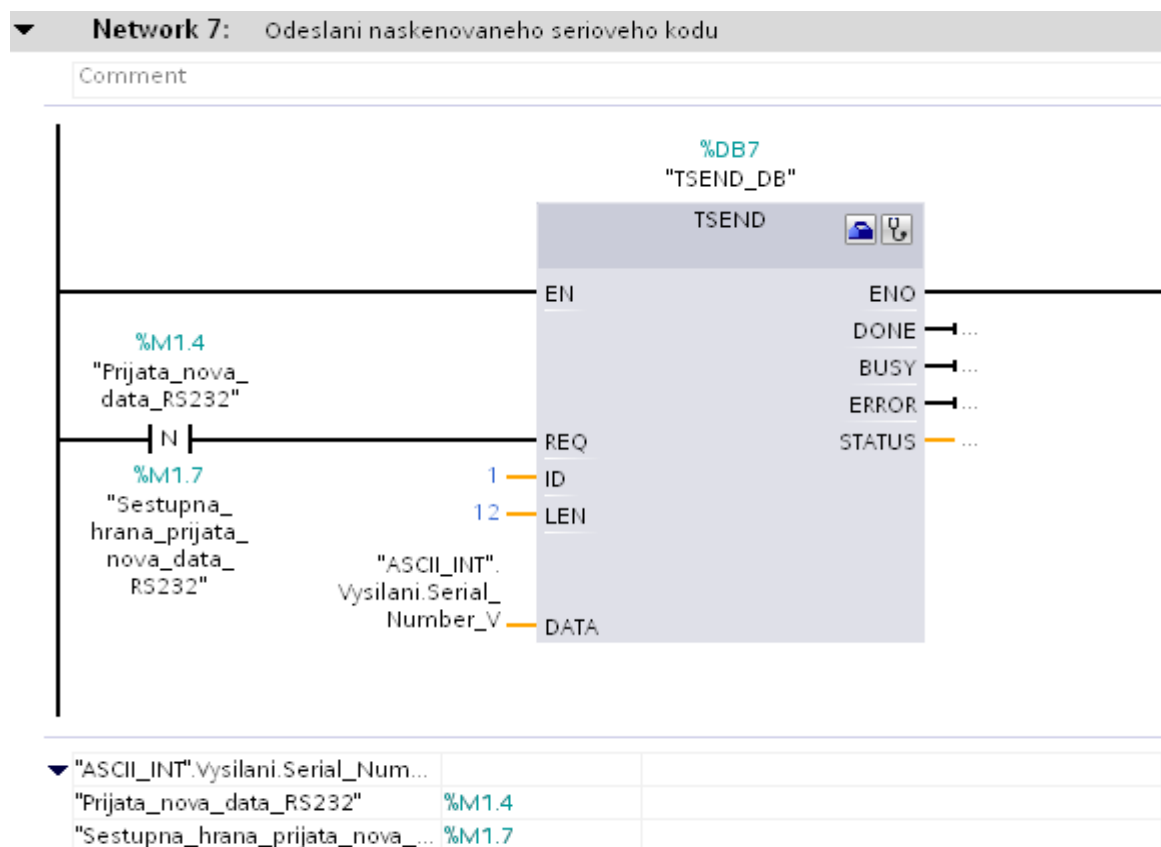 Network 7: Odeslani naskenovaneho serioveho kodu
Comment
%DB7
"TSEND_DB"
TSEND
EN
ENO
DONE ...
BUSY ...
ERROR ...
STATUS ...
%M1.4
"Prijata_nova_
data_RS232"
N
%M1.7
"Sestupna_
hrana_prijata_
nova_data_
RS232"
REQ
1 ID
12 LEN
"ASCII_INT".
Vysilani.Serial_
Number_V
DATA
"ASCII_INT".Vysilani.Serial_Num...
"Prijata_nova_data_RS232" %M1.4
"Sestupna_hrana_prijata_nova_... %M1.7